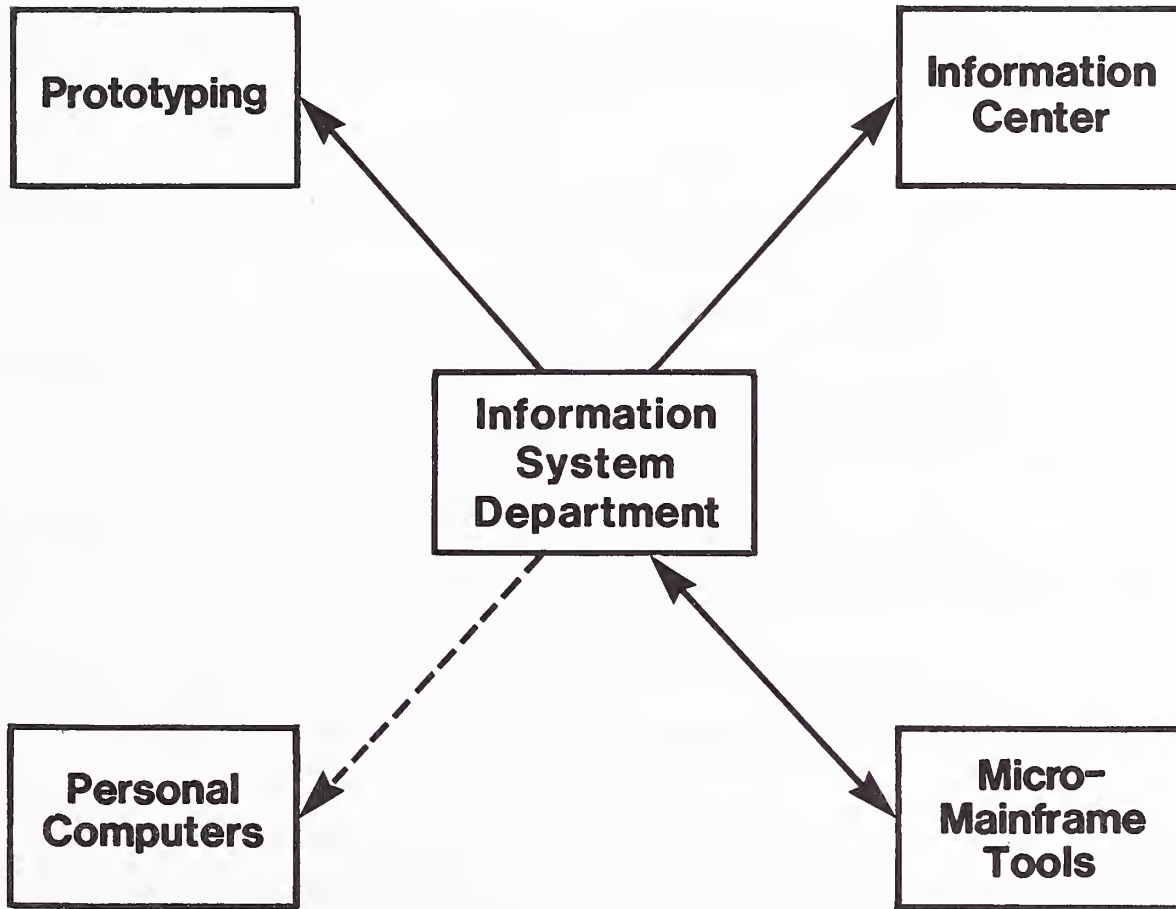 Prototyping
Information
Center
Information
System
Department
Personal
Computers
Micro-
Mainframe
Tools